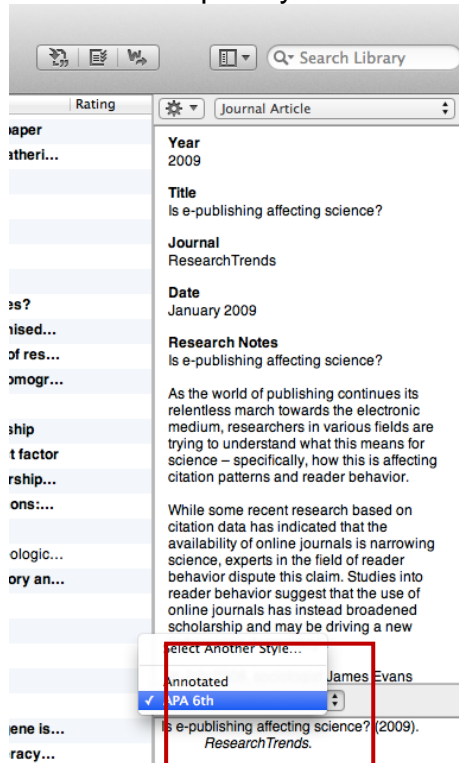 Search Library
Rating
Journal Article
Year
2009
Title
Is e-publishing affecting science?
Journal
ResearchTrends
Date
January 2009
Research Notes
Is e-publishing affecting science?
As the world of publishing continues its
relentless march towards the electronic
medium, researchers in various fields are
trying to understand what this means for
science – specifically, how this is affecting
citation patterns and reader behavior.
While some recent research based on
citation data has indicated that the
availability of online journals is narrowing
science, experts in the field of reader
behavior dispute this claim. Studies into
reader behavior suggest that the use of
online journals has instead broadened
scholarship and may be driving a new
James Evans
Select Another Style...
Annotated
✓ APA 6th
Is e-publishing affecting science? (2009).
ResearchTrends.
paper
atheri...
es?
nised...
of res...
omogr...
ship
t factor
rship...
ons:...
ologic...
ory an...
gene is...
racy...